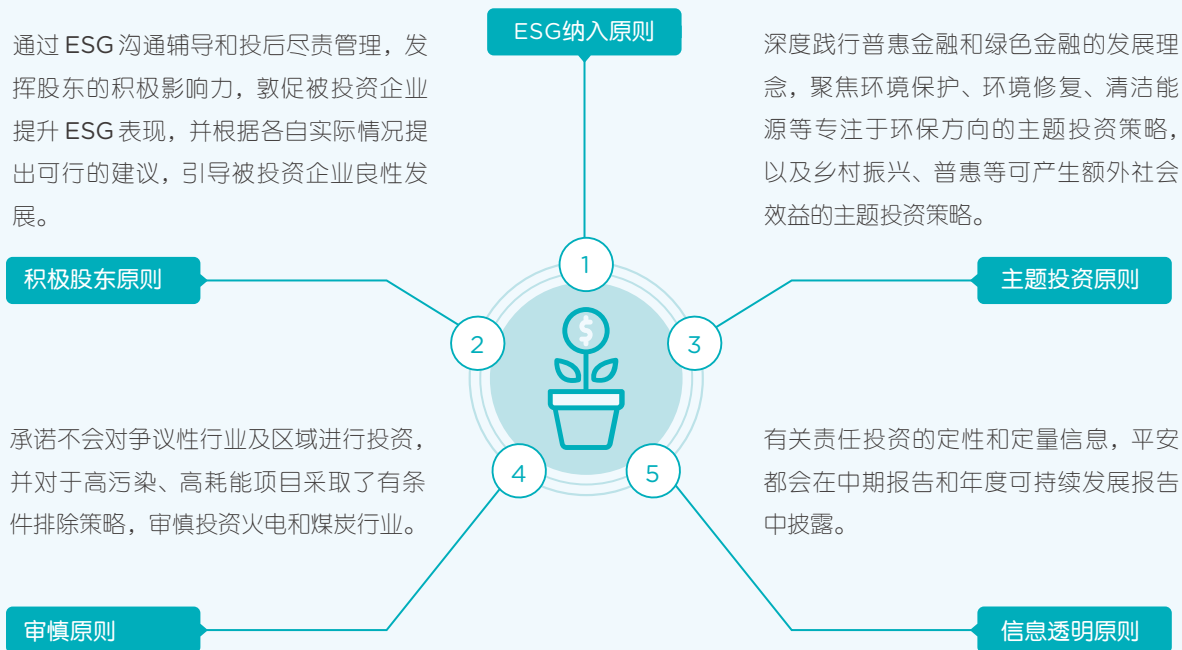 ESG纳入原则
通过 ESG 沟通辅导和投后尽责管理，发
挥股东的积极影响力，敦促被投资企业
提升 ESG 表现，并根据各自实际情况提
出可行的建议，引导被投资企业良性发
展。
积极股东原则
深度践行普惠金融和绿色金融的发展理
念，聚焦环境保护、环境修复、清洁能
源等专注于环保方向的主题投资策略，
以及乡村振兴、普惠等可产生额外社会
效益的主题投资策略。
主题投资原则
1
2
3
4
5
$
承诺不会对争议性行业及区域进行投资，
并对于高污染、高耗能项目采取了有条
件排除策略，审慎投资火电和煤炭行业。
审慎原则
有关责任投资的定性和定量信息，平安
都会在中期报告和年度可持续发展报告
中披露。
信息透明原则